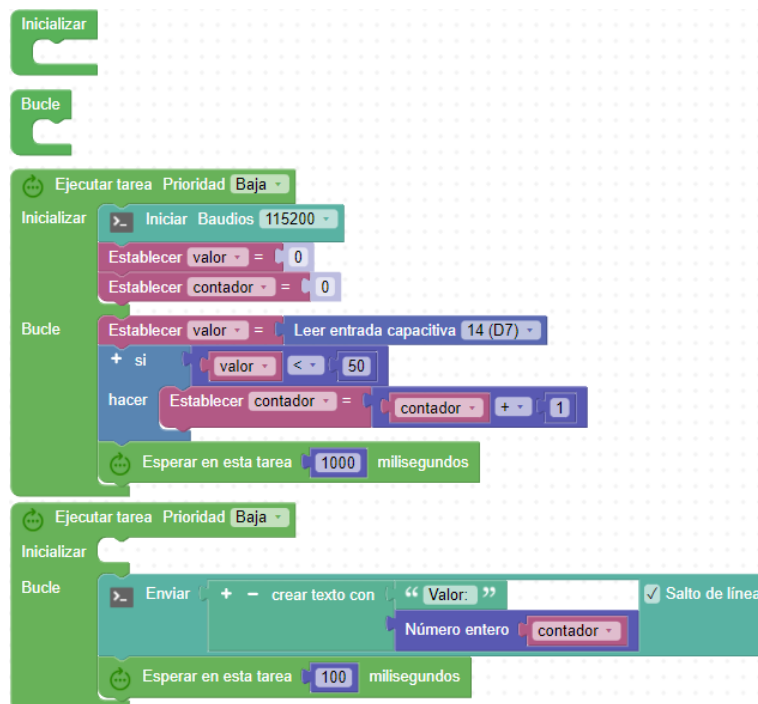 Inicializar
Bucle
Ejecutar tarea Prioridad Baja
Inicializar >_ Iniciar Baudios 115200
Establecer valor = 0
Establecer contador = 0
Bucle Establecer valor = Leer entrada capacitiva 14 (D7)
+ si valor < 50
hacer Establecer contador = contador + 1
Esperar en esta tarea 1000 milisegundos
Ejecutar tarea Prioridad Baja
Inicializar
Bucle >_ Enviar + − crear texto con “ Valor: ” Salto de línea
Número entero contador
Esperar en esta tarea 100 milisegundos